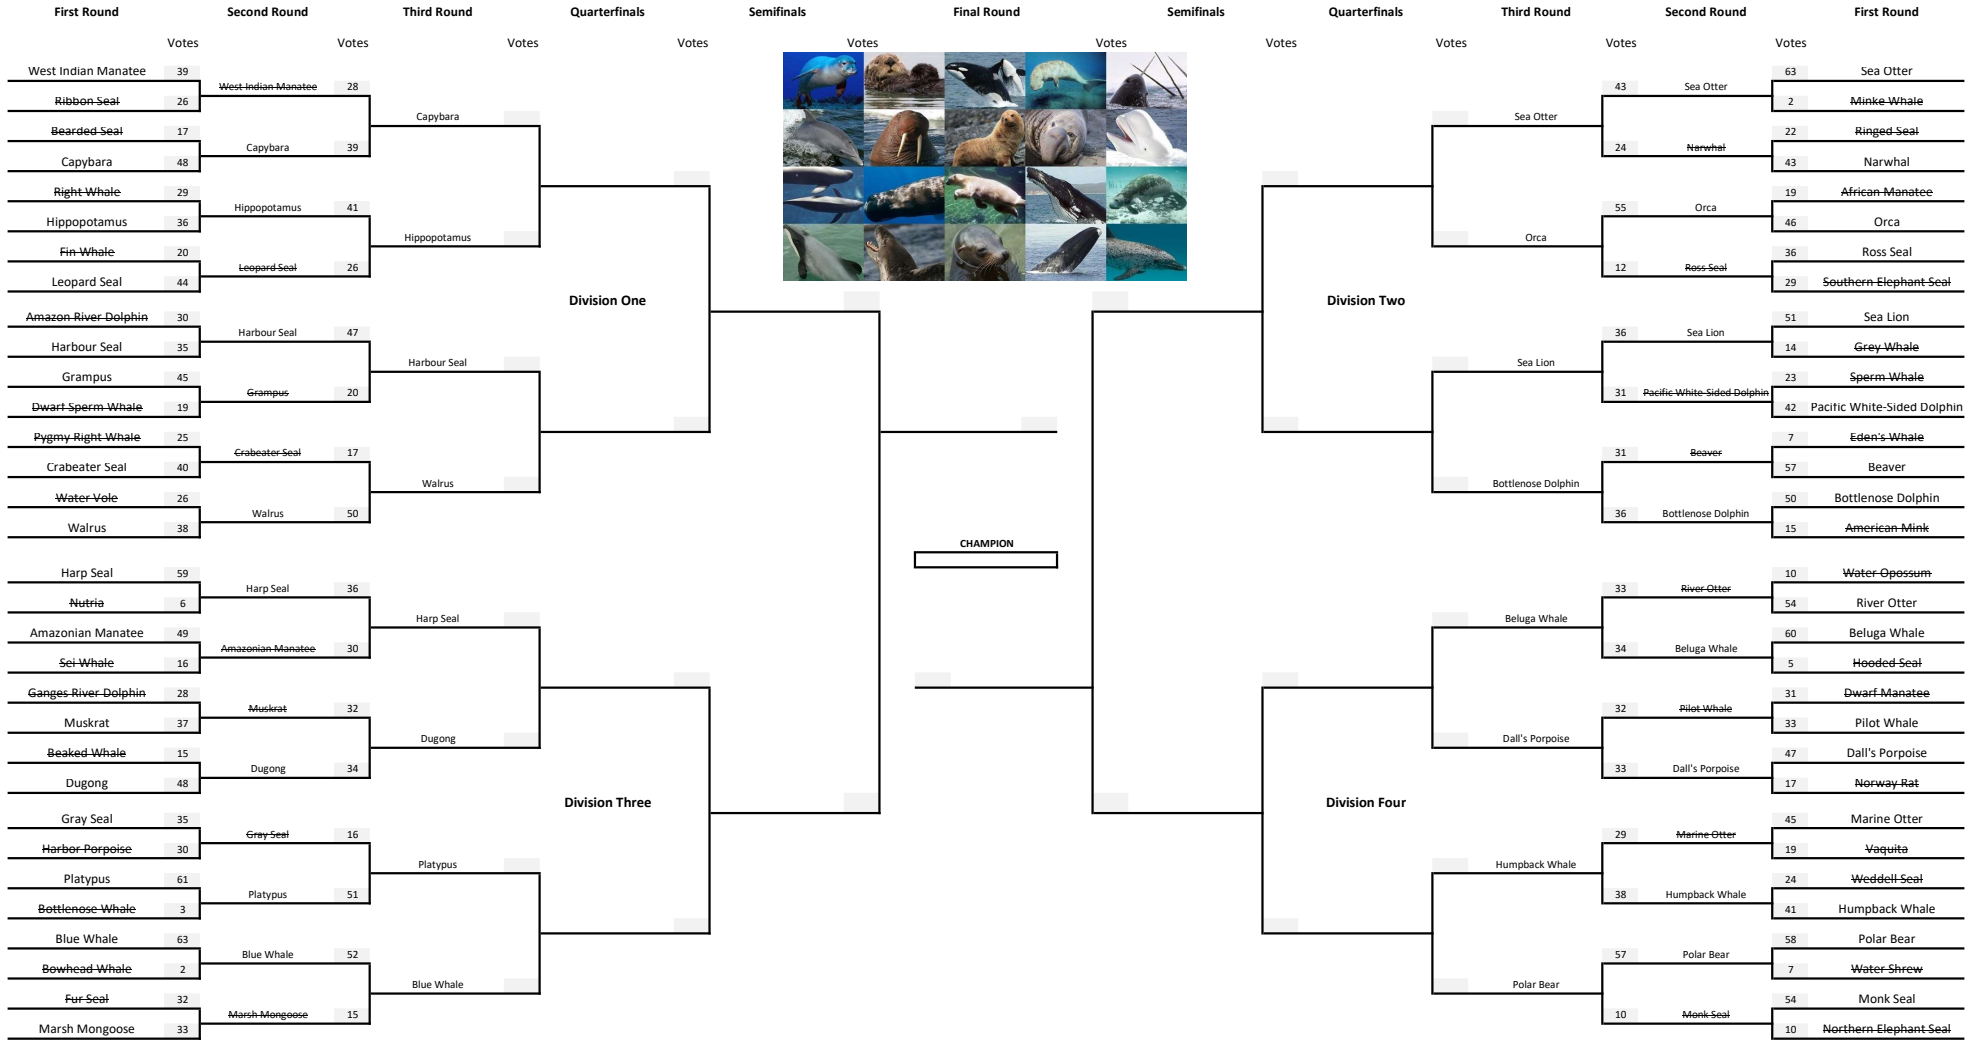 First Round Second Round Third Round Quarterfinals Semifinals Final Round Semifinals Quarterfinals Third Round Second Round First Round
Votes Votes Votes Votes Votes Votes Votes Votes Votes Votes
West Indian Manatee 39
Ribbon Seal 26
Bearded Seal 17
Capybara 48
Right Whale 29
Hippopotamus 36
Fin Whale 20
Leopard Seal 44
Amazon River Dolphin 30
Harbour Seal 35
Grampus 45
Dwarf Sperm Whale 19
Pygmy Right Whale 25
Crabeater Seal 40
Water Vole 26
Walrus 38
Harp Seal 59
Nutria 6
Amazonian Manatee 49
Sei Whale 16
Ganges River Dolphin 28
Muskrat 37
Beaked Whale 15
Dugong 48
Gray Seal 35
Harbor Porpoise 30
Platypus 61
Bottlenose Whale 3
Blue Whale 63
Bowhead Whale 2
Fur Seal 32
Marsh Mongoose 33
West Indian Manatee 28
Capybara 39
Hippopotamus 41
Leopard Seal 26
Harbour Seal 47
Grampus 20
Crabeater Seal 17
Walrus 50
Harp Seal 36
Amazonian Manatee 30
Muskrat 32
Dugong 34
Gray Seal 16
Platypus 51
Blue Whale 52
Marsh Mongoose 15
Capybara
Hippopotamus
Harbour Seal
Walrus
Harp Seal
Dugong
Platypus
Blue Whale
Division One
Division Three
CHAMPION
Division Two
Division Four
Sea Otter
Orca
Sea Lion
Bottlenose Dolphin
Beluga Whale
Dall's Porpoise
Humpback Whale
Polar Bear
43 Sea Otter
24 Narwhal
55 Orca
12 Ross Seal
36 Sea Lion
31 Pacific White-Sided Dolphin
31 Beaver
36 Bottlenose Dolphin
33 River Otter
34 Beluga Whale
32 Pilot Whale
33 Dall's Porpoise
29 Marine Otter
38 Humpback Whale
57 Polar Bear
10 Monk Seal
63 Sea Otter
2 Minke Whale
22 Ringed Seal
43 Narwhal
19 African Manatee
46 Orca
36 Ross Seal
29 Southern Elephant Seal
51 Sea Lion
14 Grey Whale
23 Sperm Whale
42 Pacific White-Sided Dolphin
7 Eden's Whale
57 Beaver
50 Bottlenose Dolphin
15 American Mink
10 Water Opossum
54 River Otter
60 Beluga Whale
5 Hooded Seal
31 Dwarf Manatee
33 Pilot Whale
47 Dall's Porpoise
17 Norway Rat
45 Marine Otter
19 Vaquita
24 Weddell Seal
41 Humpback Whale
58 Polar Bear
7 Water Shrew
54 Monk Seal
10 Northern Elephant Seal